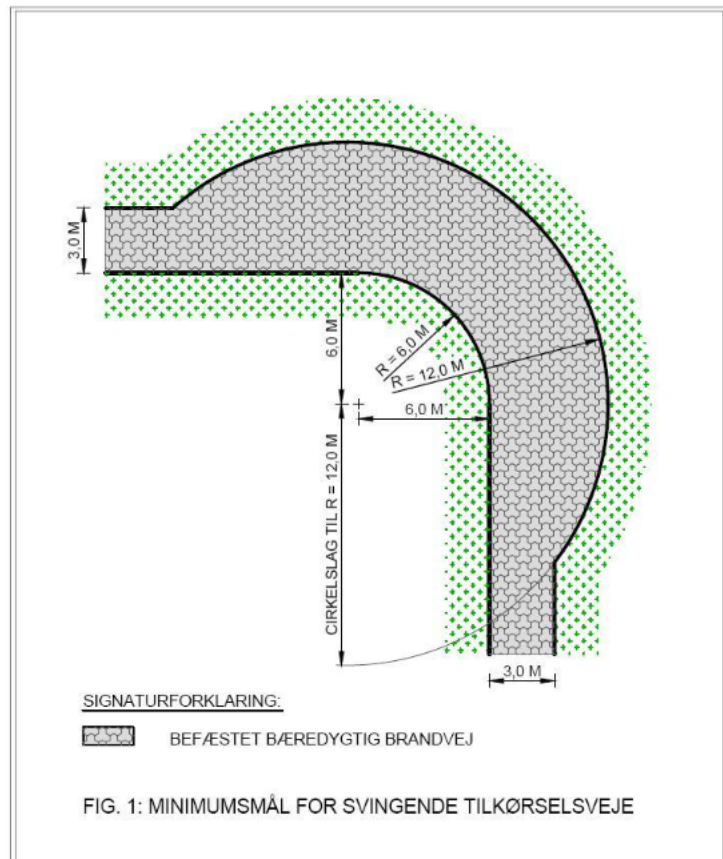 3,0 M
6,0 M
R = 6,0 M
R = 12,0 M
6,0 M
CIRKELSLAG TIL R = 12,0 M
3,0 M
SIGNATURFORKLARING:
BEFÆSTET BÆREDYGTIG BRANDVEJ
FIG. 1: MINIMUMSMÅL FOR SVINGENDE TILKØRSELSVEJE